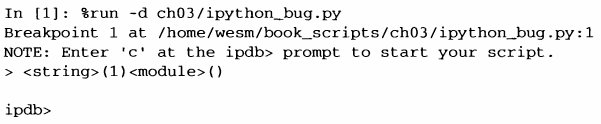 In [1]: %run -d ch03/ipython_bug.py
Breakpoint 1 at /home/wesm/book_scripts/ch03/ipython_bug.py:1
NOTE: Enter 'c' at the ipdb> prompt to start your script.
> <string>(1)<module>()
ipdb>